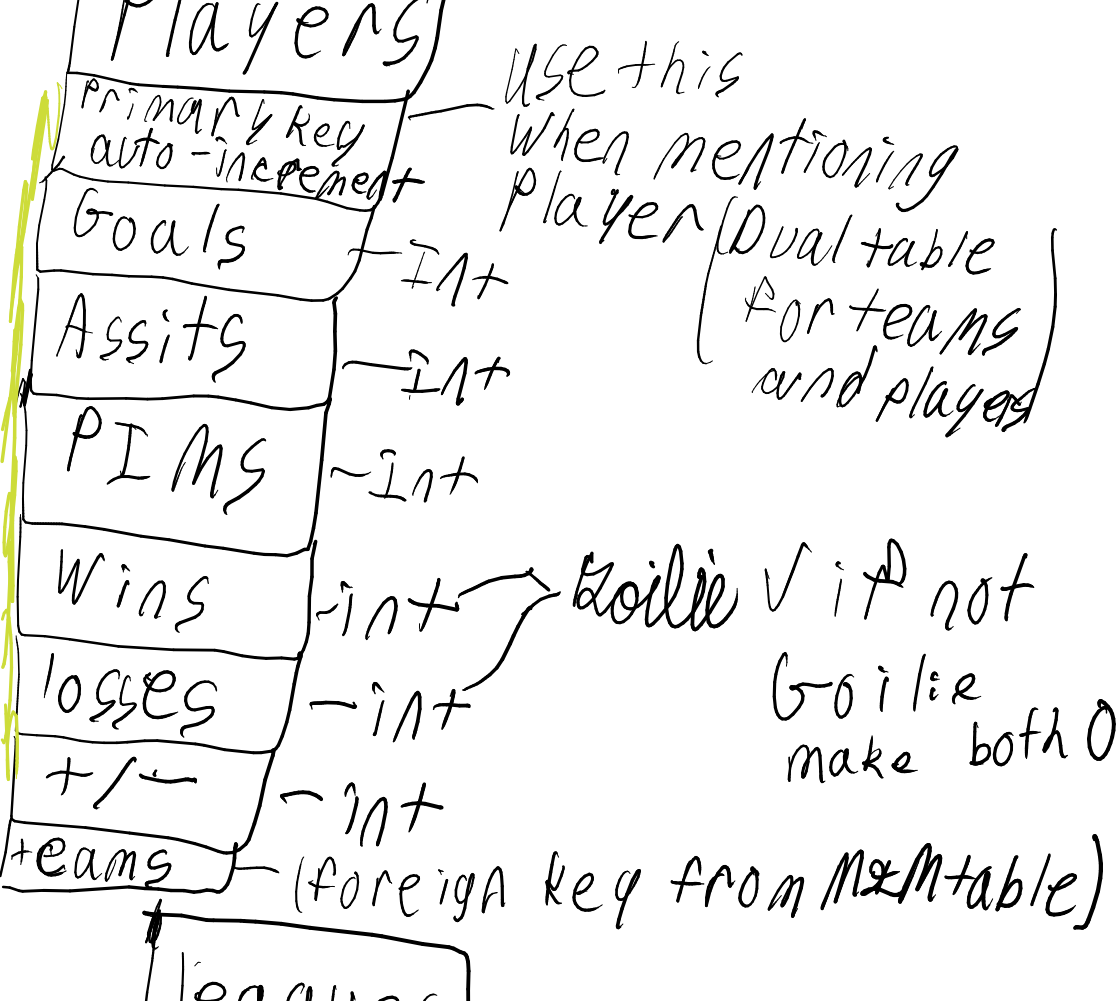 Players
Primary key
auto-increment
use this
when mentioning
Player
(Dual table
for teams
and players)
Goals
-Int
Assits
-Int
PIMS
-Int
Wins
-int
Goilie if not
Goilie
make both 0
losses
-int
+/-
-int
teams
(foreign key from MxM table)
leagues